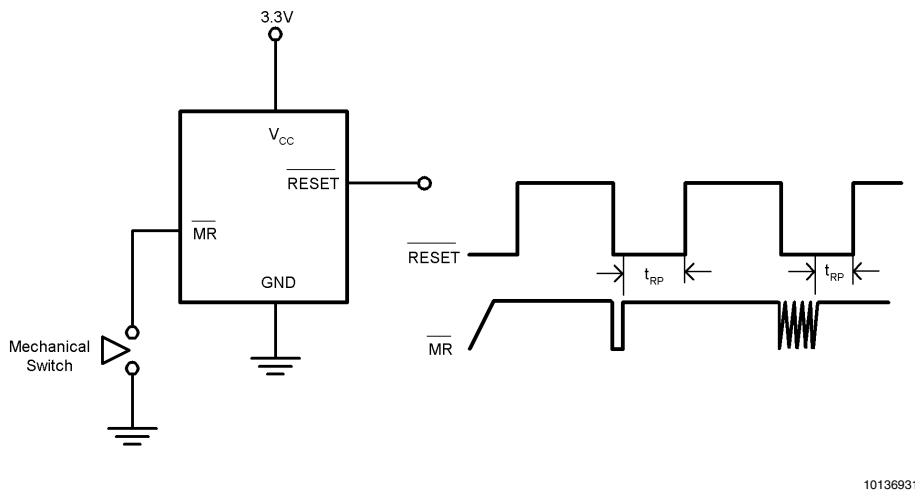 3.3V
VCC
RESET
MR
GND
Mechanical
Switch
RESET
tRP
tRP
MR
10136931